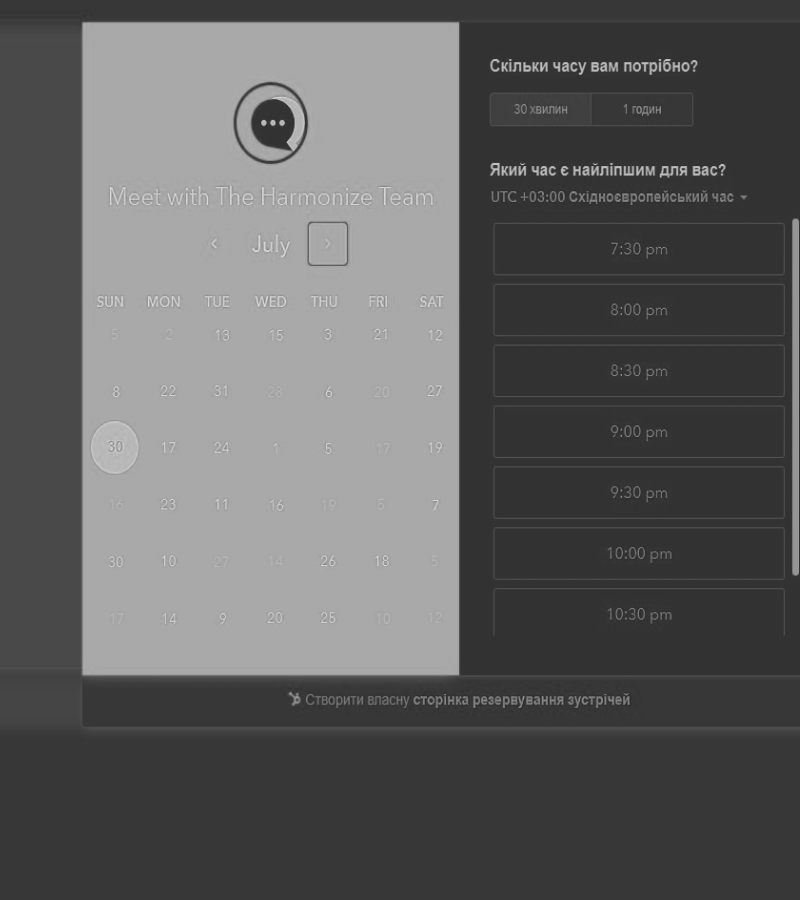 Meet with The Harmonize Team
July
SUN MON TUE WED THU FRI SAT
5 2 13 15 3 21 12
8 22 31 26 6 20 27
30 17 24 1 5 17 19
16 23 11 16 19 5 7
30 10 27 14 26 18 5
17 14 9 20 25 10 12
Скільки часу вам потрібно?
30 хвилин 1 годин
Який час є найліпшим для вас?
UTC +03:00 Східноєвропейський час
7:30 pm
8:00 pm
8:30 pm
9:00 pm
9:30 pm
10:00 pm
10:30 pm
Створити власну сторінка резервування зустрічей